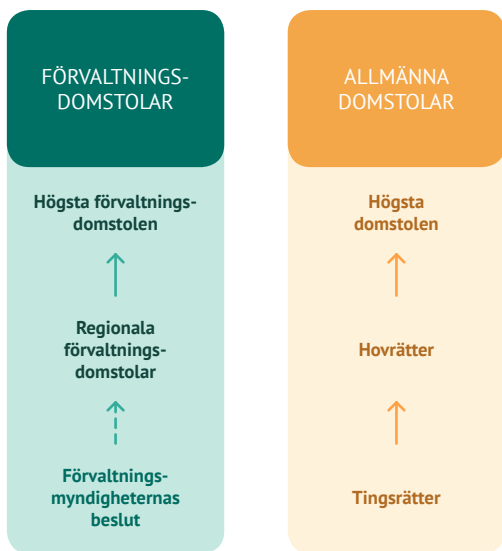 FÖRVALTNINGS-
DOMSTOLAR
Högsta förvaltnings-
domstolen
Regionala
förvaltnings-
domstolar
Förvaltnings-
myndigheternas
beslut
ALLMÄNNA
DOMSTOLAR
Högsta
domstolen
Hovrätter
Tingsrätter